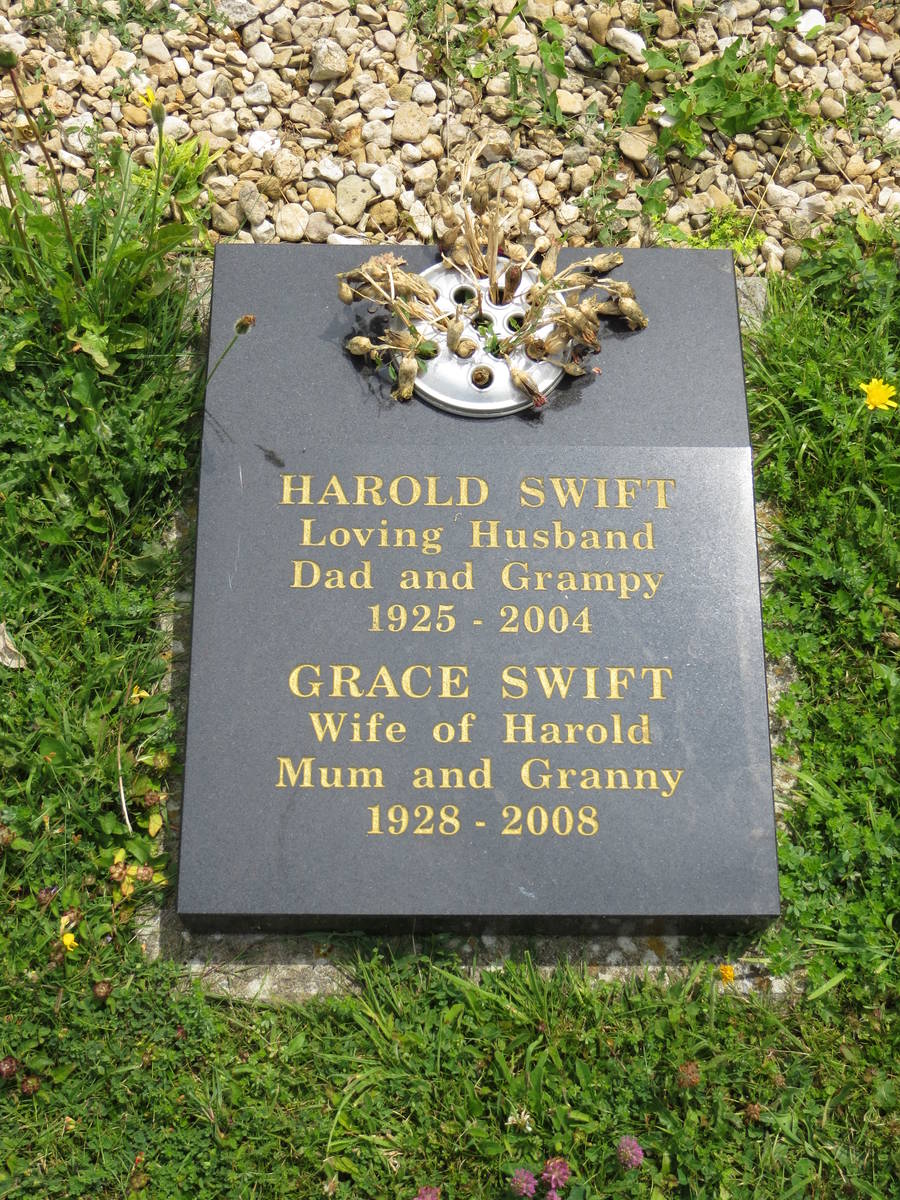 HAROLD SWIFT
Loving Husband
Dad and Grampy
1925 - 2004
GRACE SWIFT
Wife of Harold
Mum and Granny
1928 - 2008